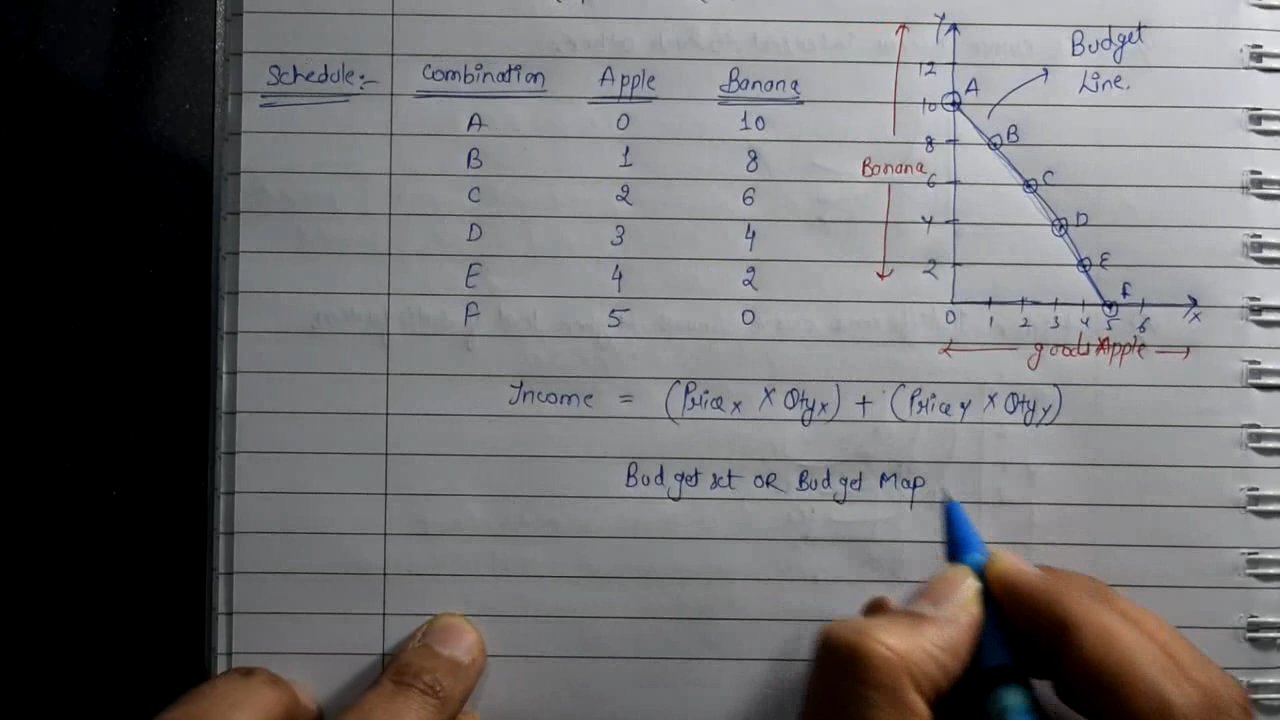 Schedule:- Combination Apple Banana
A 0 10
B 1 8
C 2 6
D 3 4
E 4 2
F 5 0
Y
Budget
Line.
12
10 A
8 B
Banana
6 C
4 D
2 E
F
0 1 2 3 4 5 6 X
goods Apple
Income = (Price x X Qty x) + (Price y X Qty y)
Budget set OR Budget Map